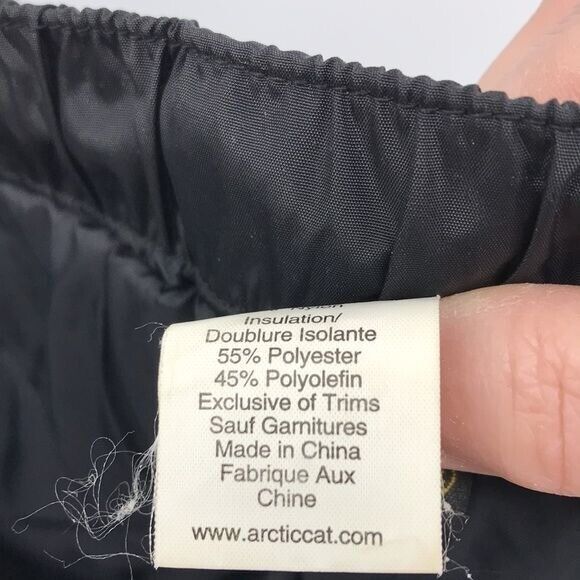 Nylon
Insulation/
Doublure Isolante
55% Polyester
45% Polyolefin
Exclusive of Trims
Sauf Garnitures
Made in China
Fabrique Aux
Chine
www.arcticcat.com